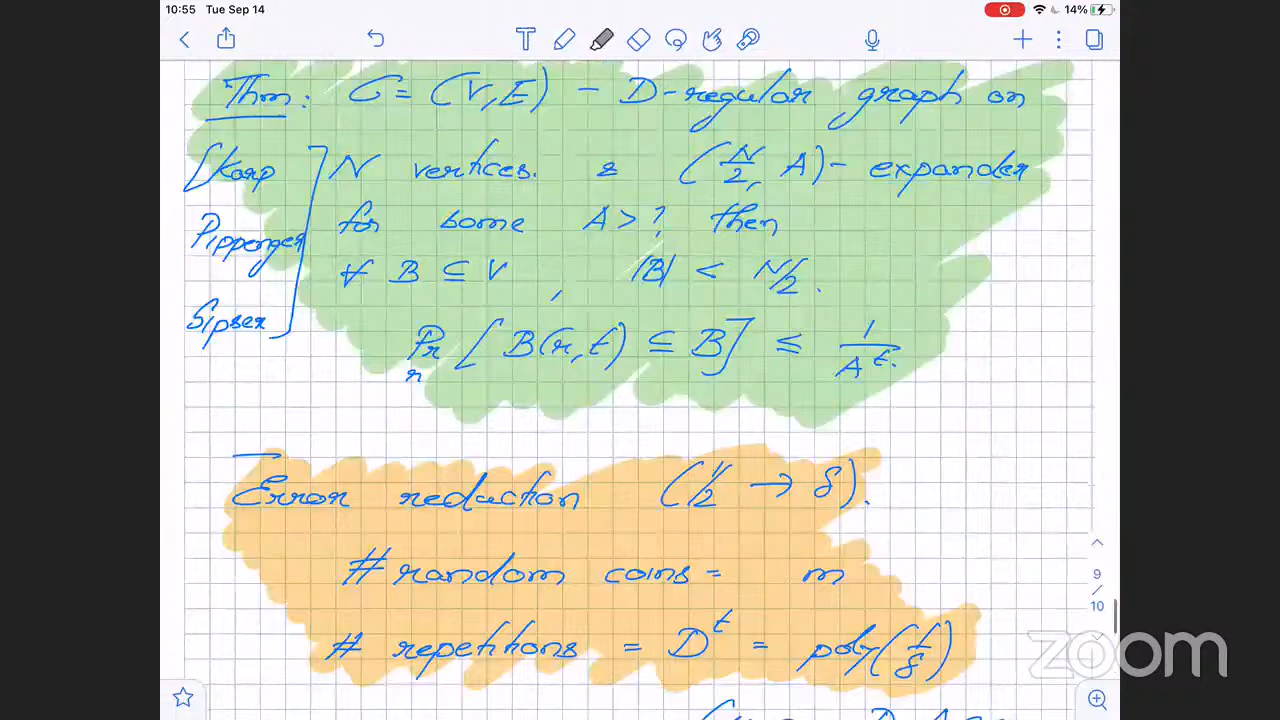 10:55 Tue Sep 14
14%
Thm: G = (V,E) - D-regular graph on
[Karp N vertices. & (N/2, A)- expander
Pippenger for some A > ? then
∀ B ⊆ V, |B| < N/2.
Sipser]
Pr_r [B(r,t) ⊆ B] ≤ 1/A^t.
Error reduction (1/2 → δ).
# random coins = m
# repetitions = D^t = poly(1/δ)
9
/
10
zoom